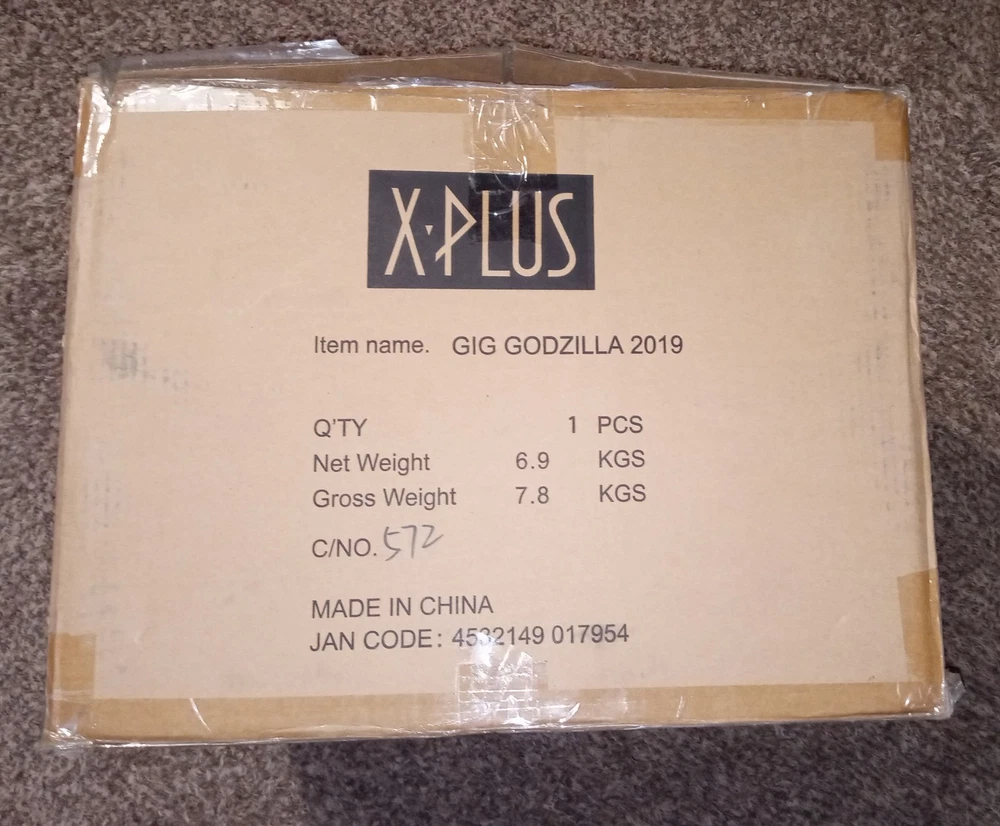 X·PLUS
Item name. GIG GODZILLA 2019
Q'TY 1 PCS
Net Weight 6.9 KGS
Gross Weight 7.8 KGS
C/NO. 572
MADE IN CHINA
JAN CODE: 4532149 017954